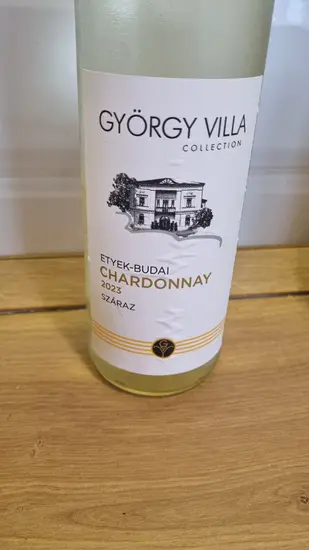 GYÖRGY VILLA
COLLECTION
ETYEK-BUDAI
CHARDONNAY
2023
SZÁRAZ